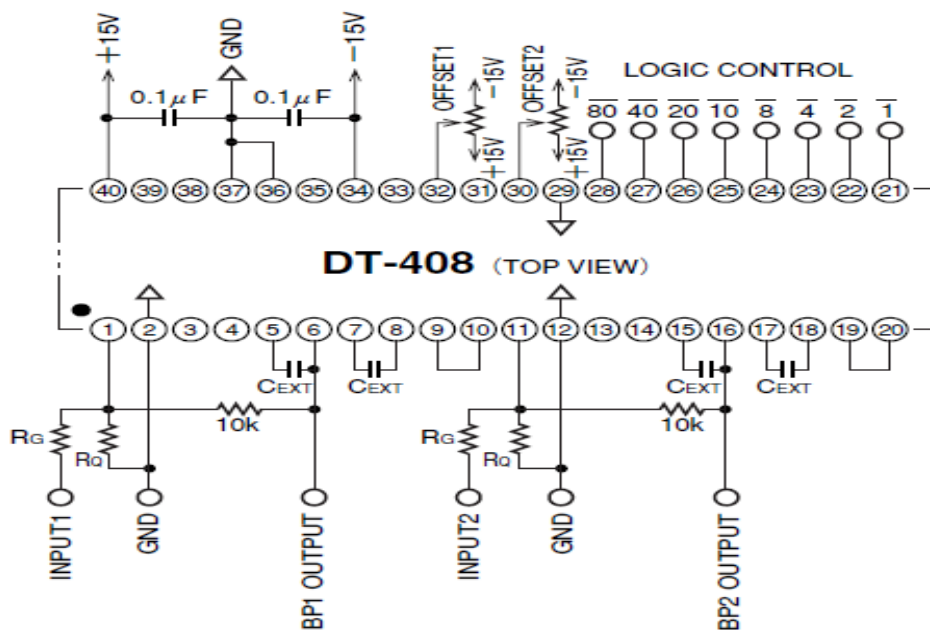 +15V GND -15V
0.1μF 0.1μF
OFFSET1 -15V +15V OFFSET2 -15V +15V
LOGIC CONTROL
80 40 20 10 8 4 2 1
40 39 38 37 36 35 34 33 32 31 30 29 28 27 26 25 24 23 22 21
DT-408 (TOP VIEW)
1 2 3 4 5 6 7 8 9 10 11 12 13 14 15 16 17 18 19 20
CEXT CEXT CEXT CEXT
RG RQ 10k RG RQ 10k
INPUT1 GND BP1 OUTPUT INPUT2 GND BP2 OUTPUT